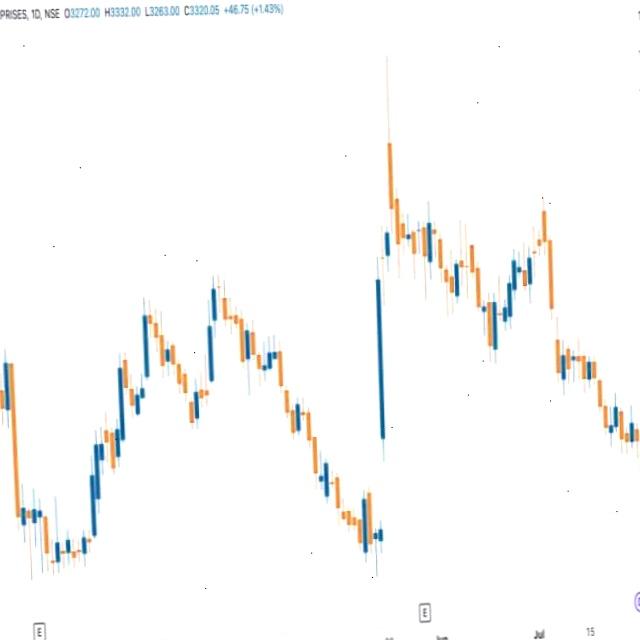 PRISES, 1D, NSE O3272.00 H3332.00 L3263.00 C3320.05 +46.75 (+1.43%)
E
E
Jul 15